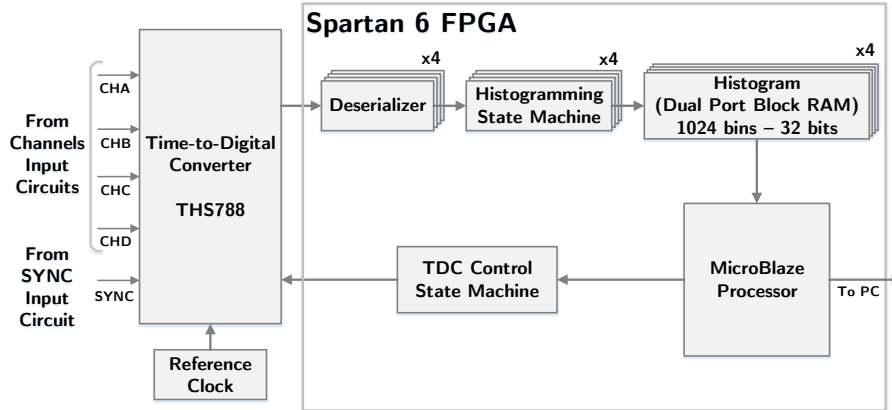 Spartan 6 FPGA
x4
x4
x4
CHA
CHB
CHC
CHD
SYNC
From
Channels
Input
Circuits
From
SYNC
Input
Circuit
Time-to-Digital
Converter
THS788
Deserializer
Histogramming
State Machine
Histogram
(Dual Port Block RAM)
1024 bins – 32 bits
TDC Control
State Machine
MicroBlaze
Processor
To PC
Reference
Clock